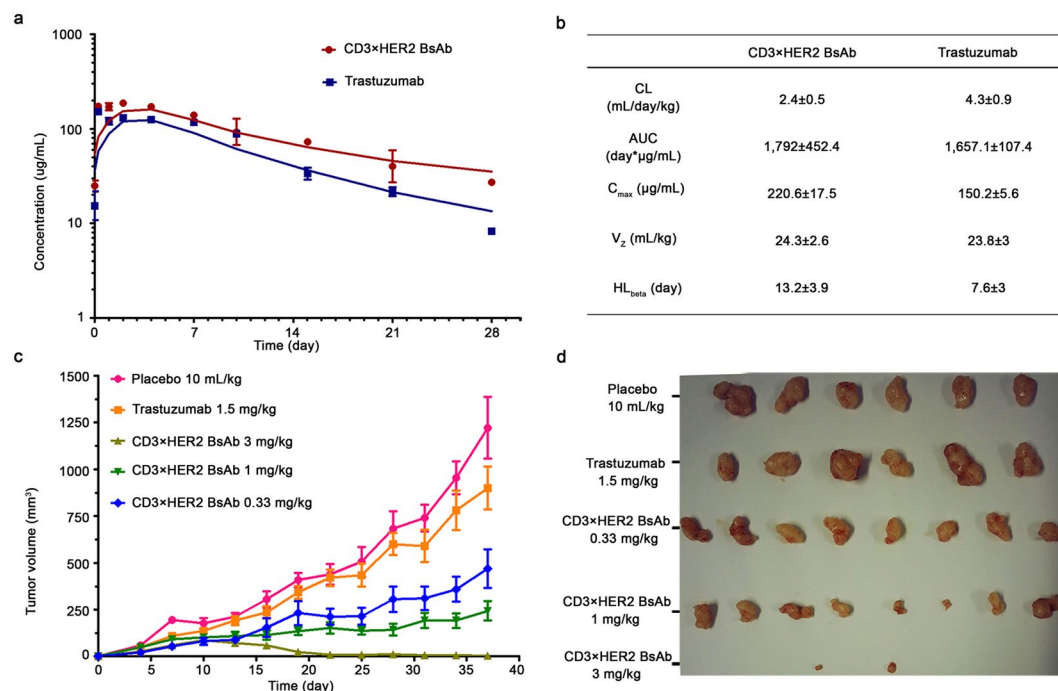 a
1000
100
10
1
Concentration (ug/mL)
CD3×HER2 BsAb
Trastuzumab
0
7
14
21
28
Time (day)
b
CD3×HER2 BsAb
Trastuzumab
CL
(mL/day/kg)
2.4±0.5
4.3±0.9
AUC
(day*µg/mL)
1,792±452.4
1,657.1±107.4
Cmax (µg/mL)
220.6±17.5
150.2±5.6
VZ (mL/kg)
24.3±2.6
23.8±3
HLbeta (day)
13.2±3.9
7.6±3
c
1500
1250
1000
750
500
250
0
Tumor volume (mm³)
Placebo 10 mL/kg
Trastuzumab 1.5 mg/kg
CD3×HER2 BsAb 3 mg/kg
CD3×HER2 BsAb 1 mg/kg
CD3×HER2 BsAb 0.33 mg/kg
0
5
10
15
20
25
30
35
40
Time (day)
d
Placebo
10 mL/kg
Trastuzumab
1.5 mg/kg
CD3×HER2 BsAb
0.33 mg/kg
CD3×HER2 BsAb
1 mg/kg
CD3×HER2 BsAb
3 mg/kg